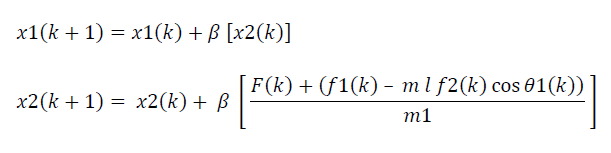 x1(k + 1) = x1(k) + β [x2(k)]
x2(k + 1) = x2(k) + β [ F(k) + (f1(k) − m l f2(k) cos θ1(k)) / m1 ]